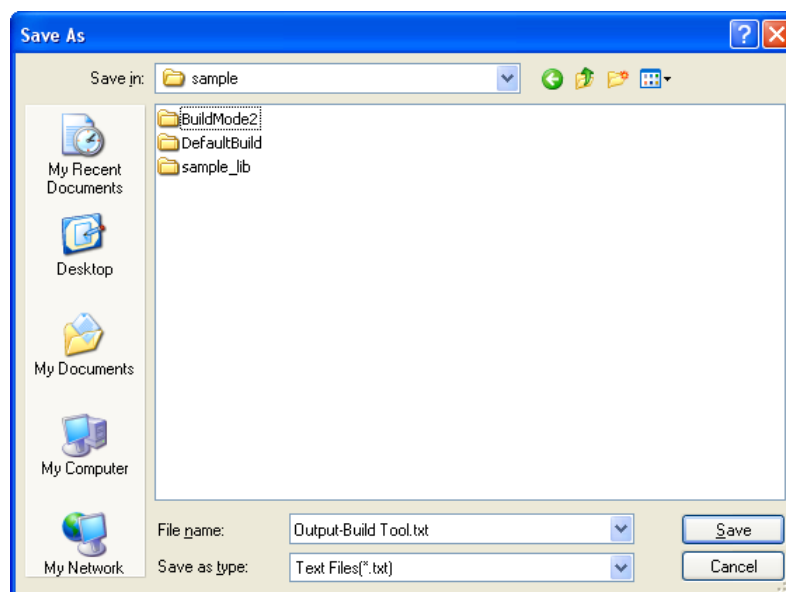 Save As
Save in: sample
BuildMode2
DefaultBuild
sample_lib
My Recent
Documents
Desktop
My Documents
My Computer
My Network
File name: Output-Build Tool.txt Save
Save as type: Text Files(*.txt) Cancel